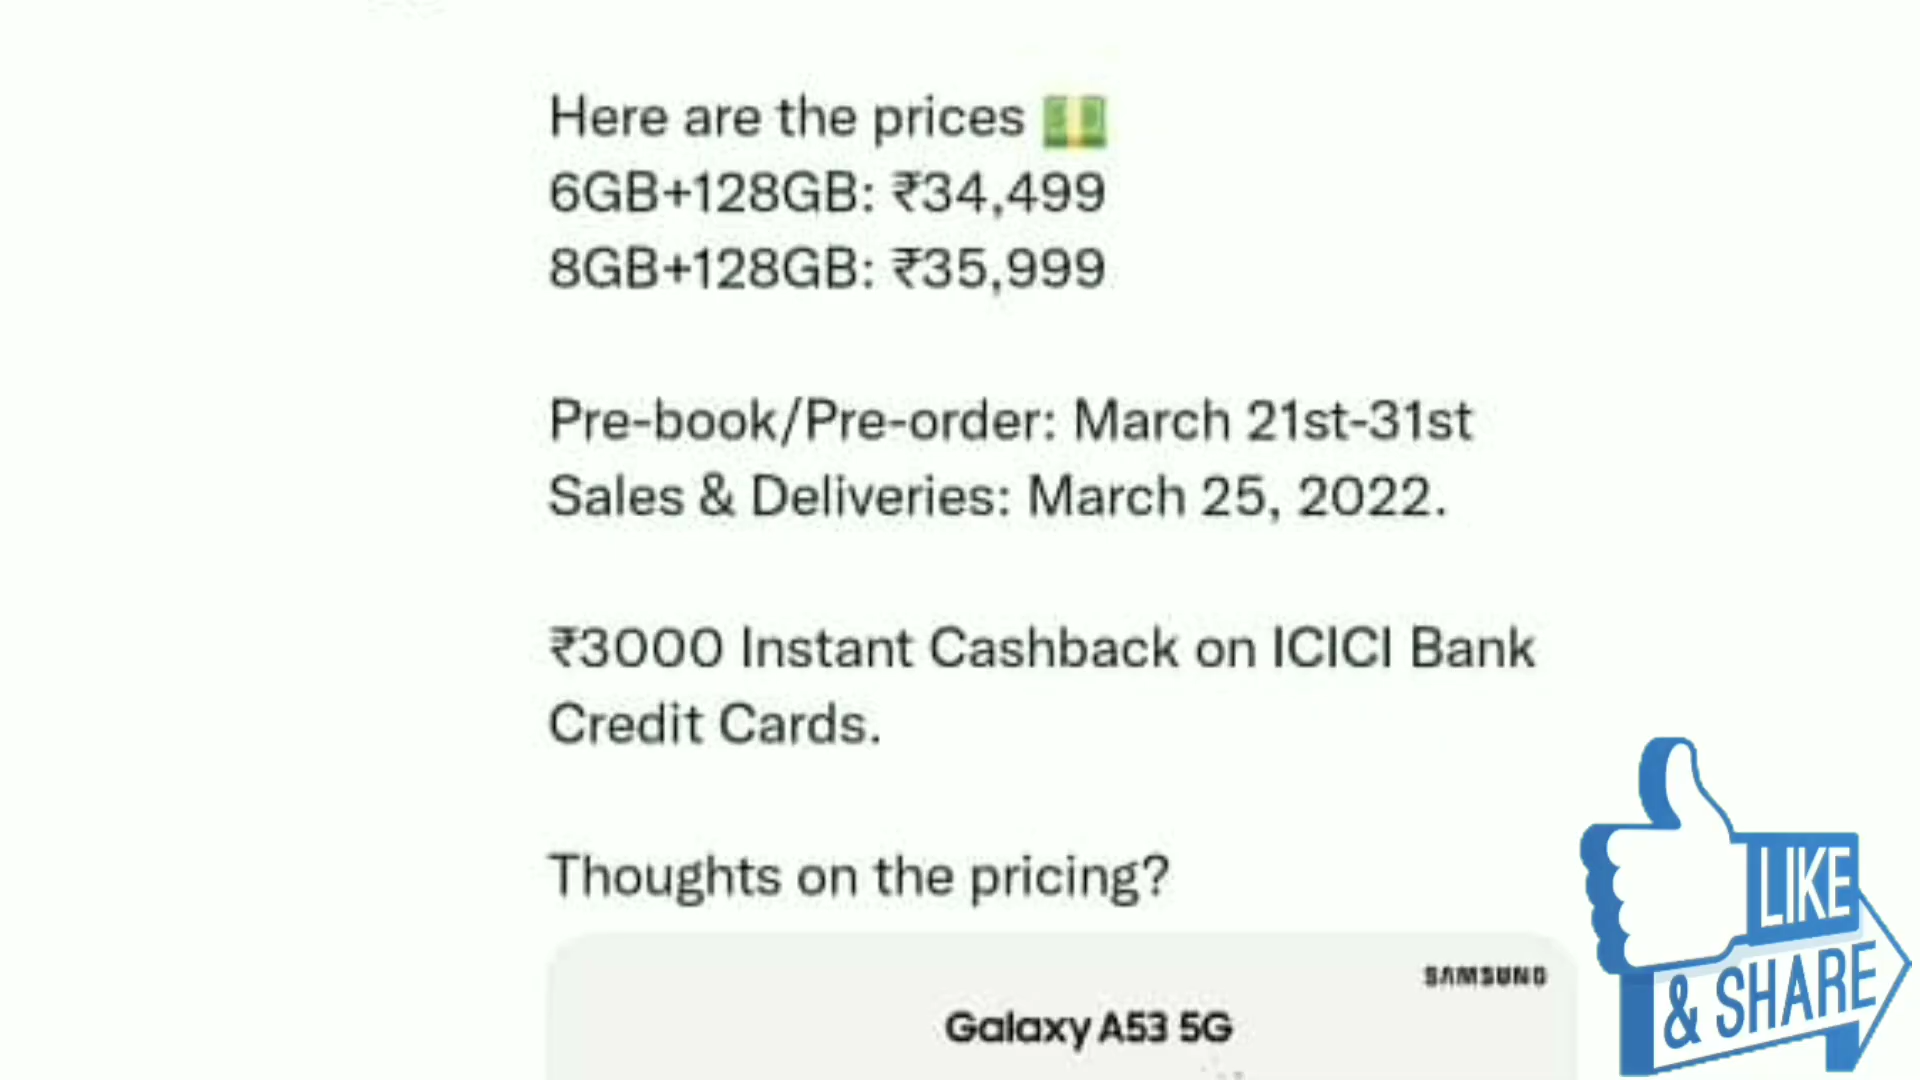 Here are the prices 💵
6GB+128GB: ₹34,499
8GB+128GB: ₹35,999
Pre-book/Pre-order: March 21st-31st
Sales & Deliveries: March 25, 2022.
₹3000 Instant Cashback on ICICI Bank
Credit Cards.
Thoughts on the pricing?
SAMSUNG
Galaxy A53 5G
LIKE
& SHARE